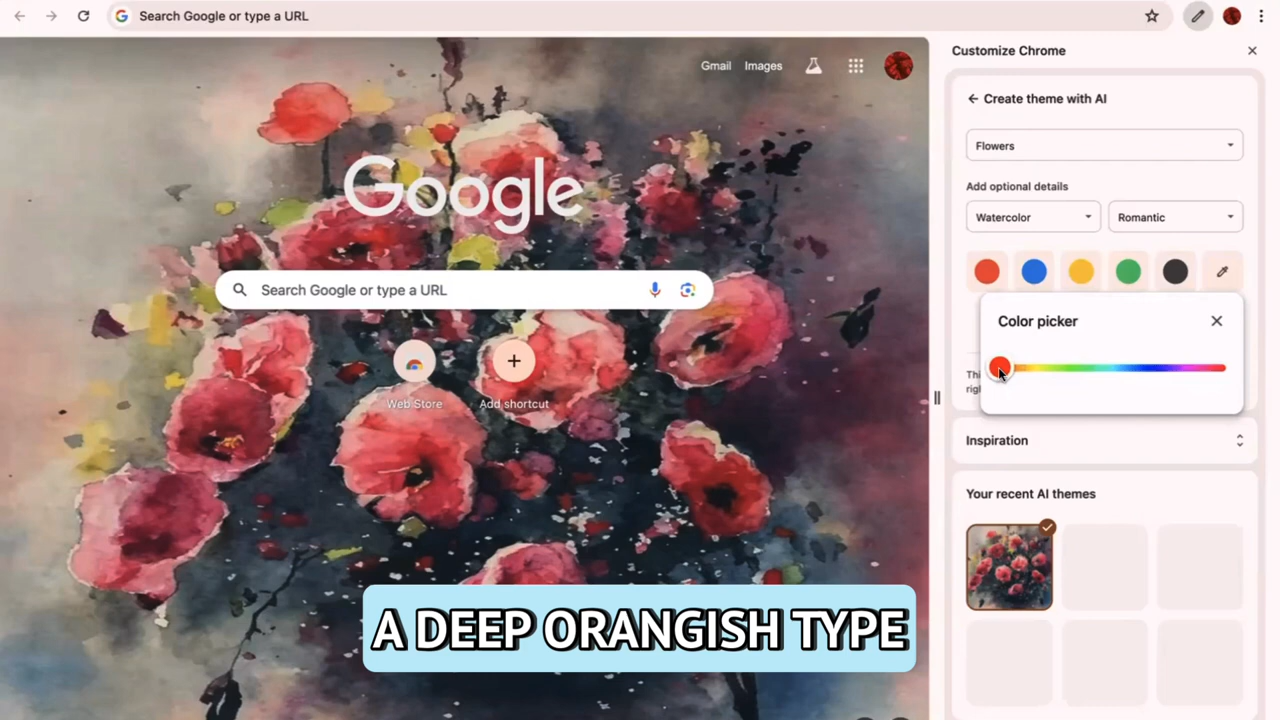 Search Google or type a URL
Customize Chrome
Gmail Images
Create theme with AI
Flowers
Add optional details
Watercolor Romantic
Google
Search Google or type a URL
Color picker
Web Store Add shortcut
Inspiration
Your recent AI themes
A DEEP ORANGISH TYPE